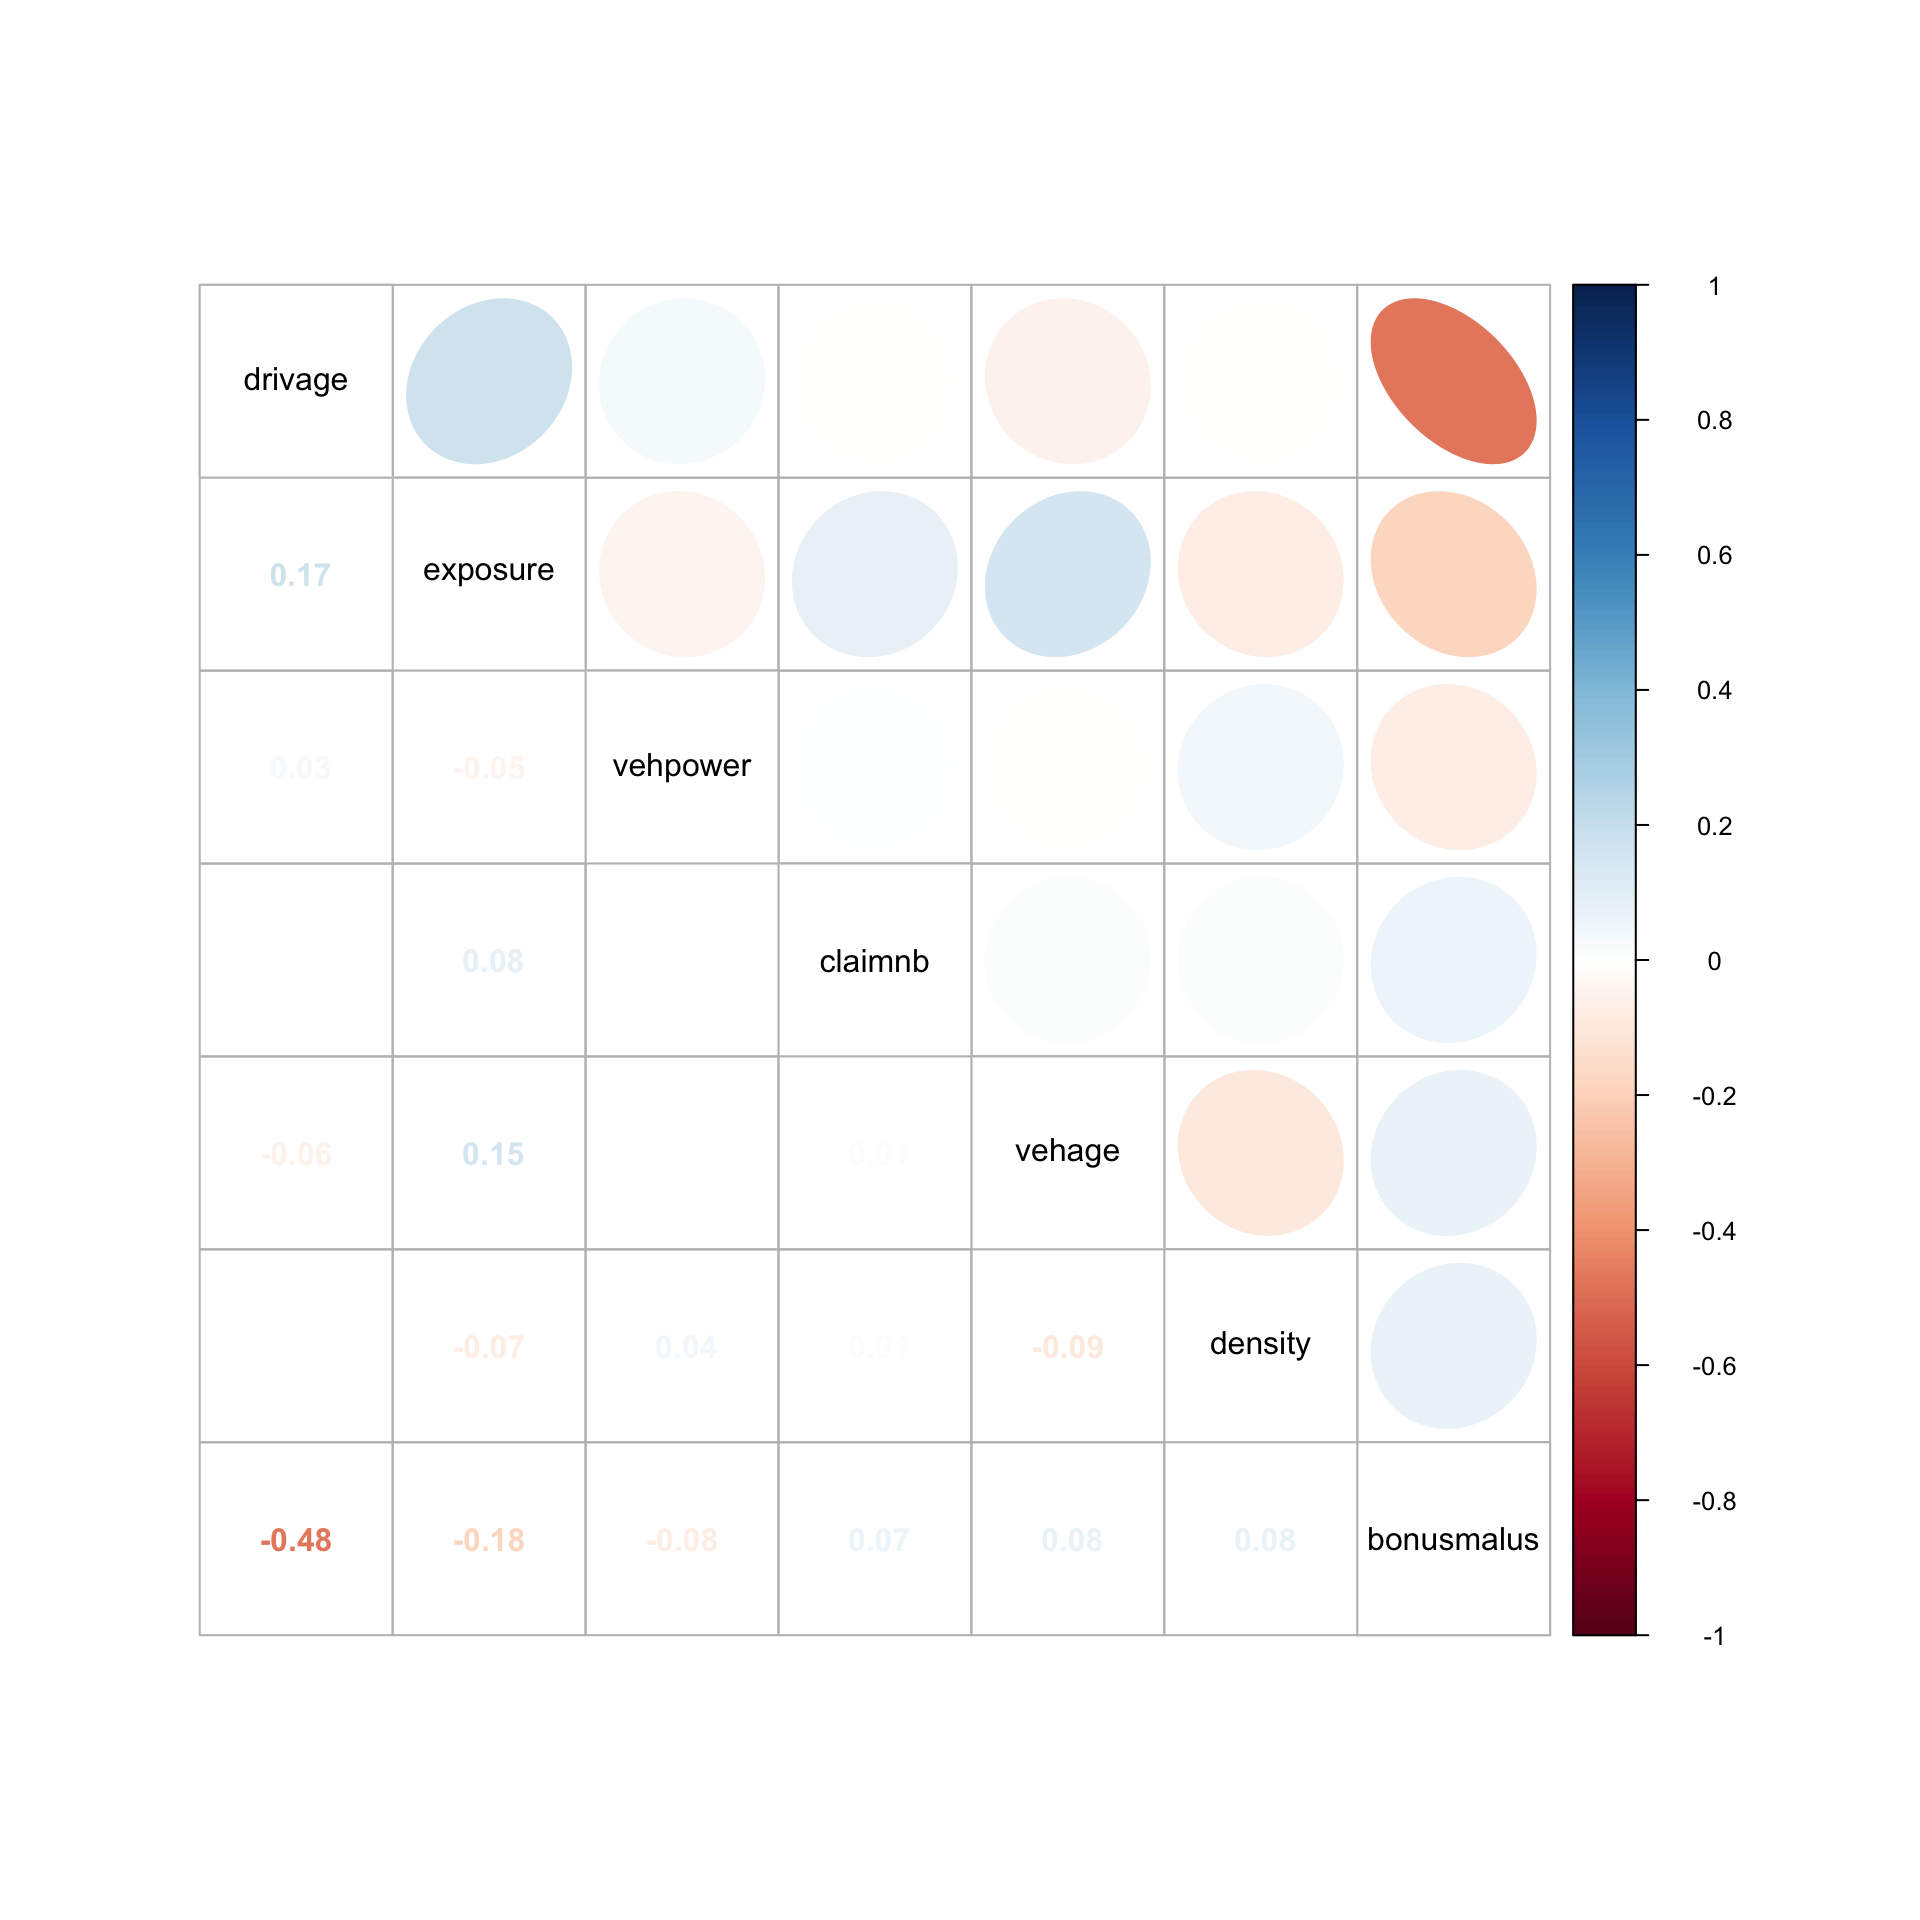 drivage
0.17 exposure
0.03 -0.05 vehpower
0.08 claimnb
-0.06 0.15 0.01 vehage
-0.07 0.04 0.01 -0.09 density
-0.48 -0.18 -0.08 0.07 0.08 0.08 bonusmalus
1
0.8
0.6
0.4
0.2
0
-0.2
-0.4
-0.6
-0.8
-1